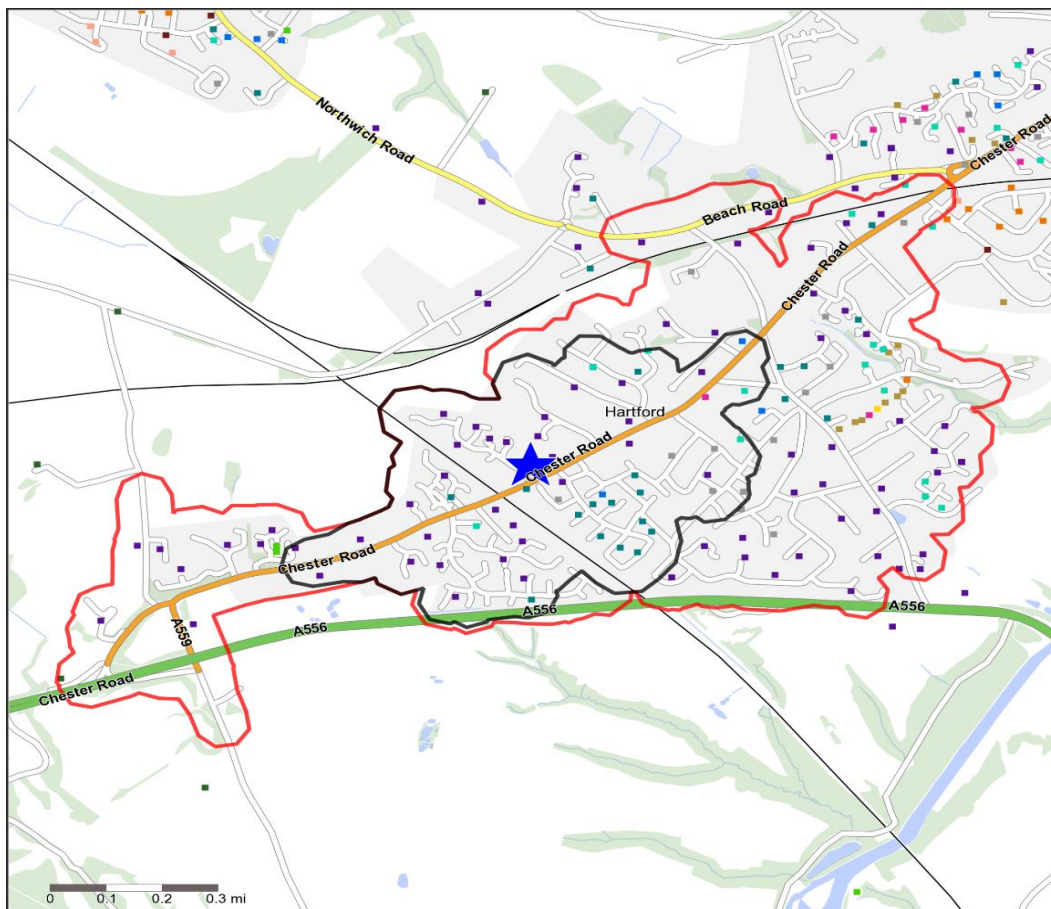 Northwich Road
Chester Road
Beach Road
Chester Road
Hartford
Chester Road
Chester Road
A556
A556
A559
A556
Chester Road
0 0.1 0.2 0.3 mi